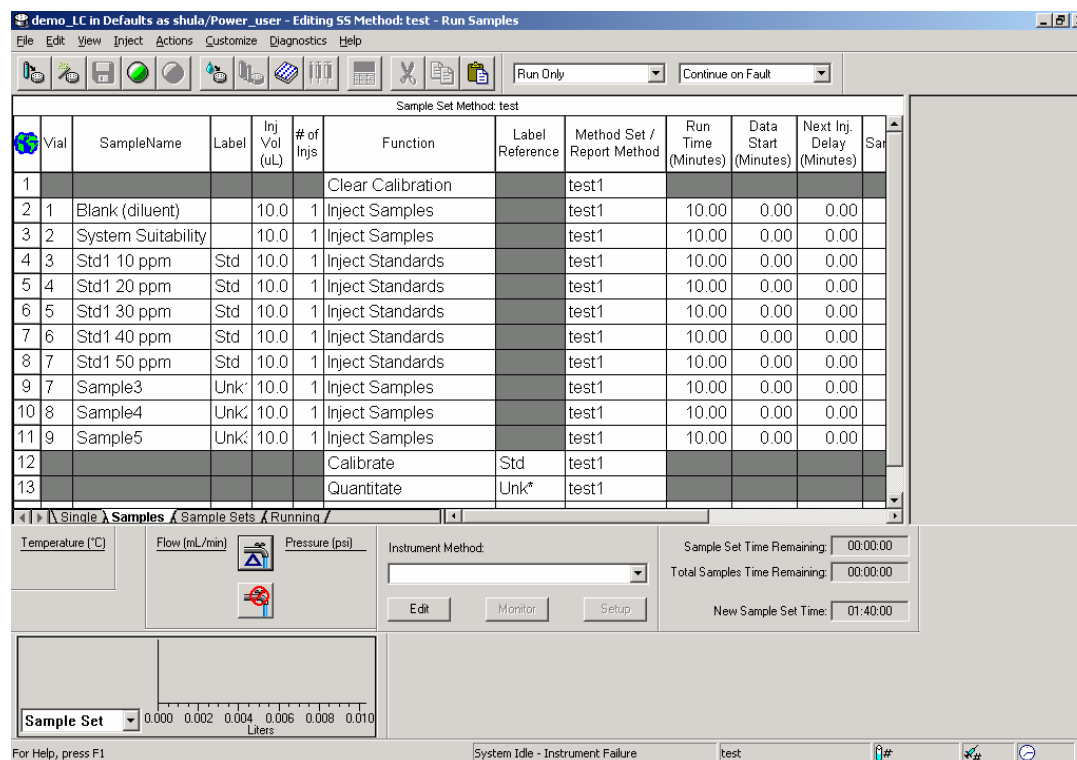 demo_LC in Defaults as shula/Power_user - Editing SS Method: test - Run Samples
File Edit View Inject Actions Customize Diagnostics Help
Run Only Continue on Fault
Sample Set Method: test
Vial SampleName Label Inj Vol (uL) # of Injs Function Label Reference Method Set / Report Method Run Time (Minutes) Data Start (Minutes) Next Inj. Delay (Minutes) Sar
1 Clear Calibration test1
2 1 Blank (diluent) 10.0 1 Inject Samples test1 10.00 0.00 0.00
3 2 System Suitability 10.0 1 Inject Samples test1 10.00 0.00 0.00
4 3 Std1 10 ppm Std 10.0 1 Inject Standards test1 10.00 0.00 0.00
5 4 Std1 20 ppm Std 10.0 1 Inject Standards test1 10.00 0.00 0.00
6 5 Std1 30 ppm Std 10.0 1 Inject Standards test1 10.00 0.00 0.00
7 6 Std1 40 ppm Std 10.0 1 Inject Standards test1 10.00 0.00 0.00
8 7 Std1 50 ppm Std 10.0 1 Inject Standards test1 10.00 0.00 0.00
9 7 Sample3 Unk 10.0 1 Inject Samples test1 10.00 0.00 0.00
10 8 Sample4 Unk 10.0 1 Inject Samples test1 10.00 0.00 0.00
11 9 Sample5 Unk 10.0 1 Inject Samples test1 10.00 0.00 0.00
12 Calibrate Std test1
13 Quantitate Unk* test1
Single Samples Sample Sets Running
Temperature (°C) Flow (mL/min) Pressure (psi) Instrument Method: Sample Set Time Remaining: 00:00:00
Total Samples Time Remaining: 00:00:00
Edit Monitor Setup New Sample Set Time: 01:40:00
Sample Set 0.000 0.002 0.004 0.006 0.008 0.010
Liters
For Help, press F1 System Idle - Instrument Failure test # #